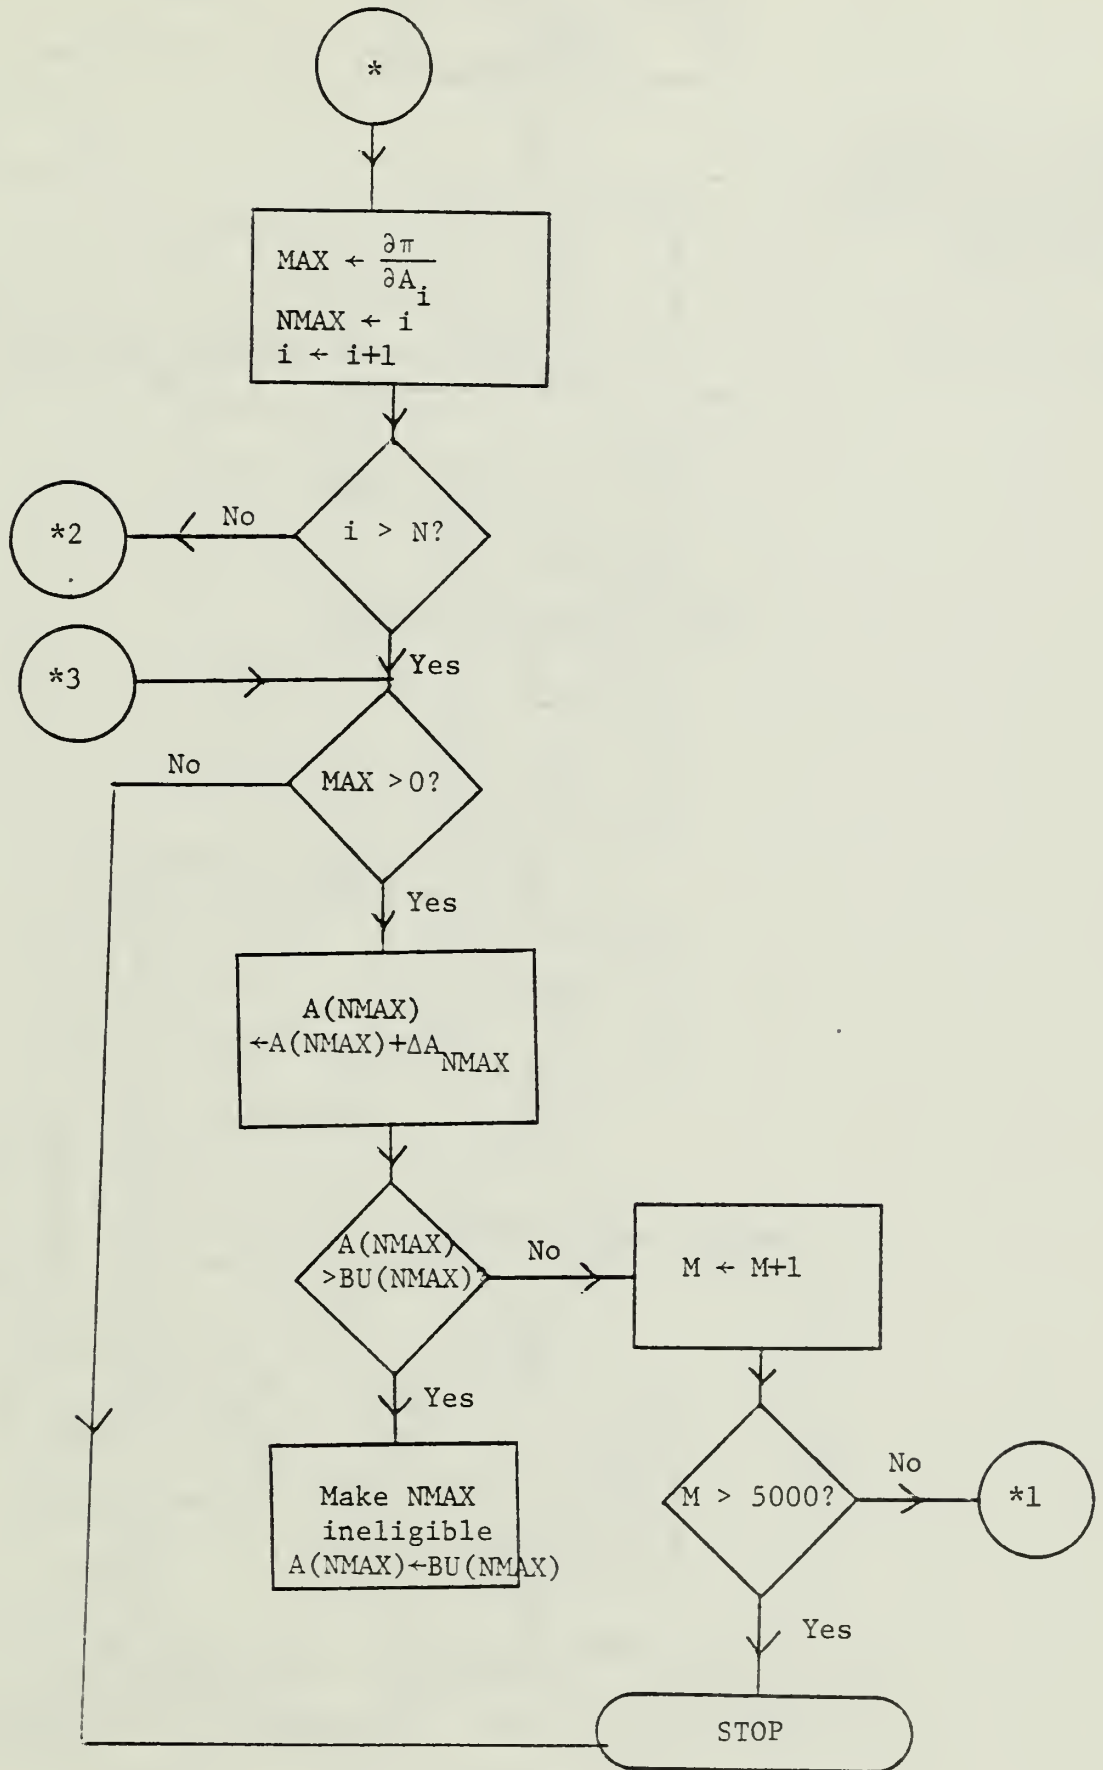 *
MAX ← ∂π/∂A_i
NMAX ← i
i ← i+1
No
*2
i > N?
*3
Yes
No
MAX >0?
Yes
A(NMAX)
←A(NMAX)+ΔA_NMAX
A(NMAX)
>BU(NMAX)?
No
M ← M+1
Yes
Make NMAX
ineligible
A(NMAX)←BU(NMAX)
M > 5000?
No
*1
Yes
STOP